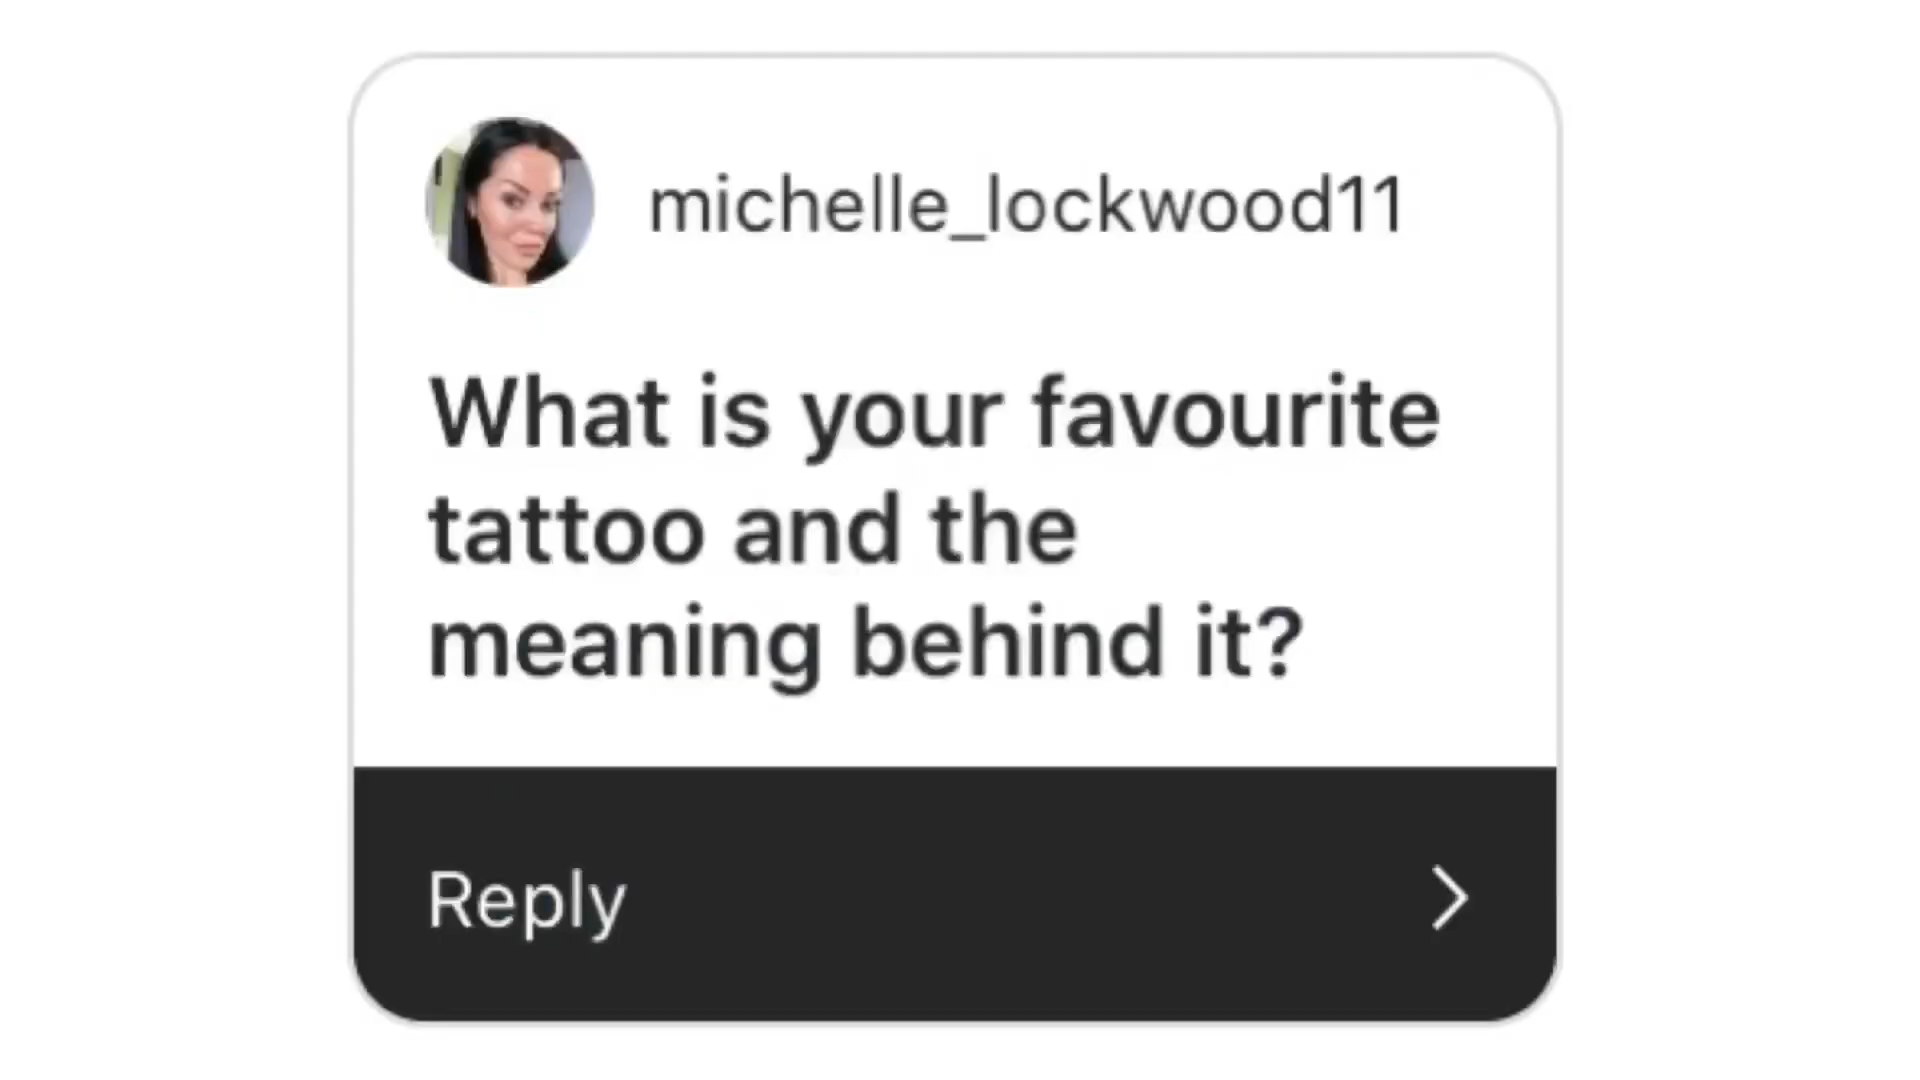 michelle_lockwood11
What is your favourite
tattoo and the
meaning behind it?
Reply